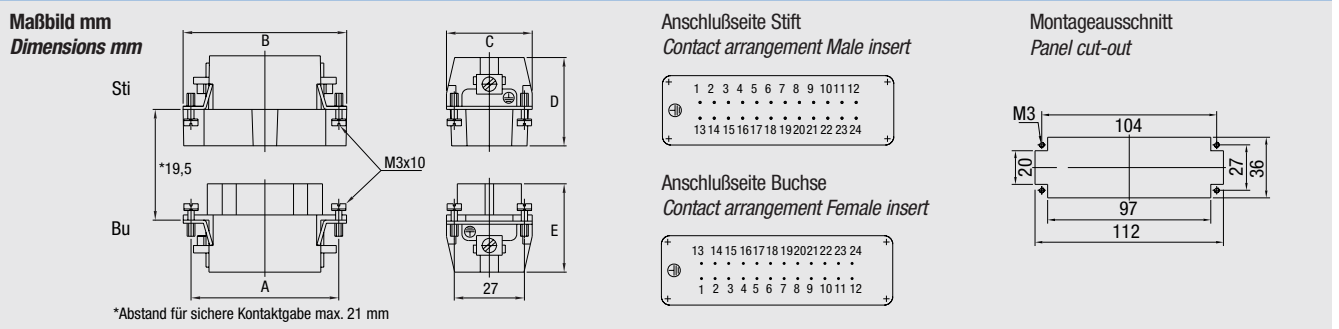 Maßbild mm
Dimensions mm
B
C
Sti
D
*19,5
M3x10
Bu
E
A
27
*Abstand für sichere Kontaktgabe max. 21 mm
Anschlußseite Stift
Contact arrangement Male insert
1 2 3 4 5 6 7 8 9 10 11 12
13 14 15 16 17 18 19 20 21 22 23 24
Anschlußseite Buchse
Contact arrangement Female insert
13 14 15 16 17 18 19 20 21 22 23 24
1 2 3 4 5 6 7 8 9 10 11 12
Montageausschnitt
Panel cut-out
M3
104
20
27
36
97
112